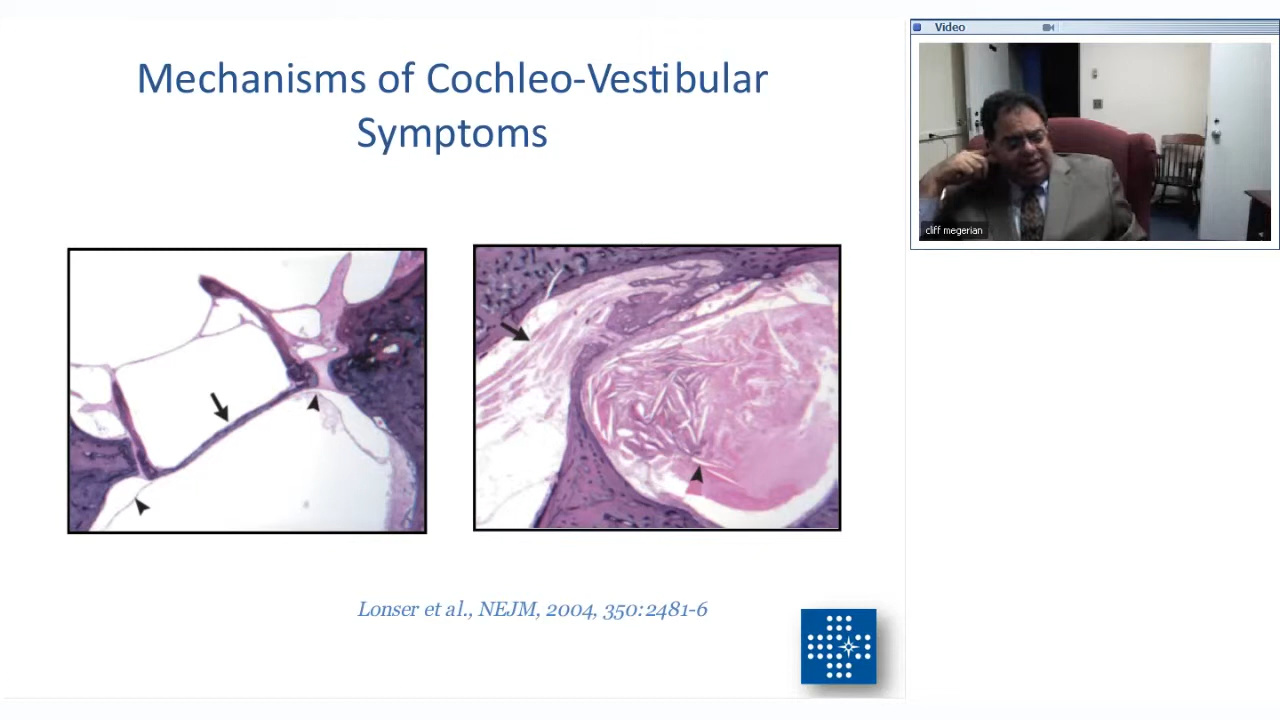 Mechanisms of Cochleo-Vestibular
Symptoms
Lonser et al., NEJM, 2004, 350:2481-6
Video
cliff megerian